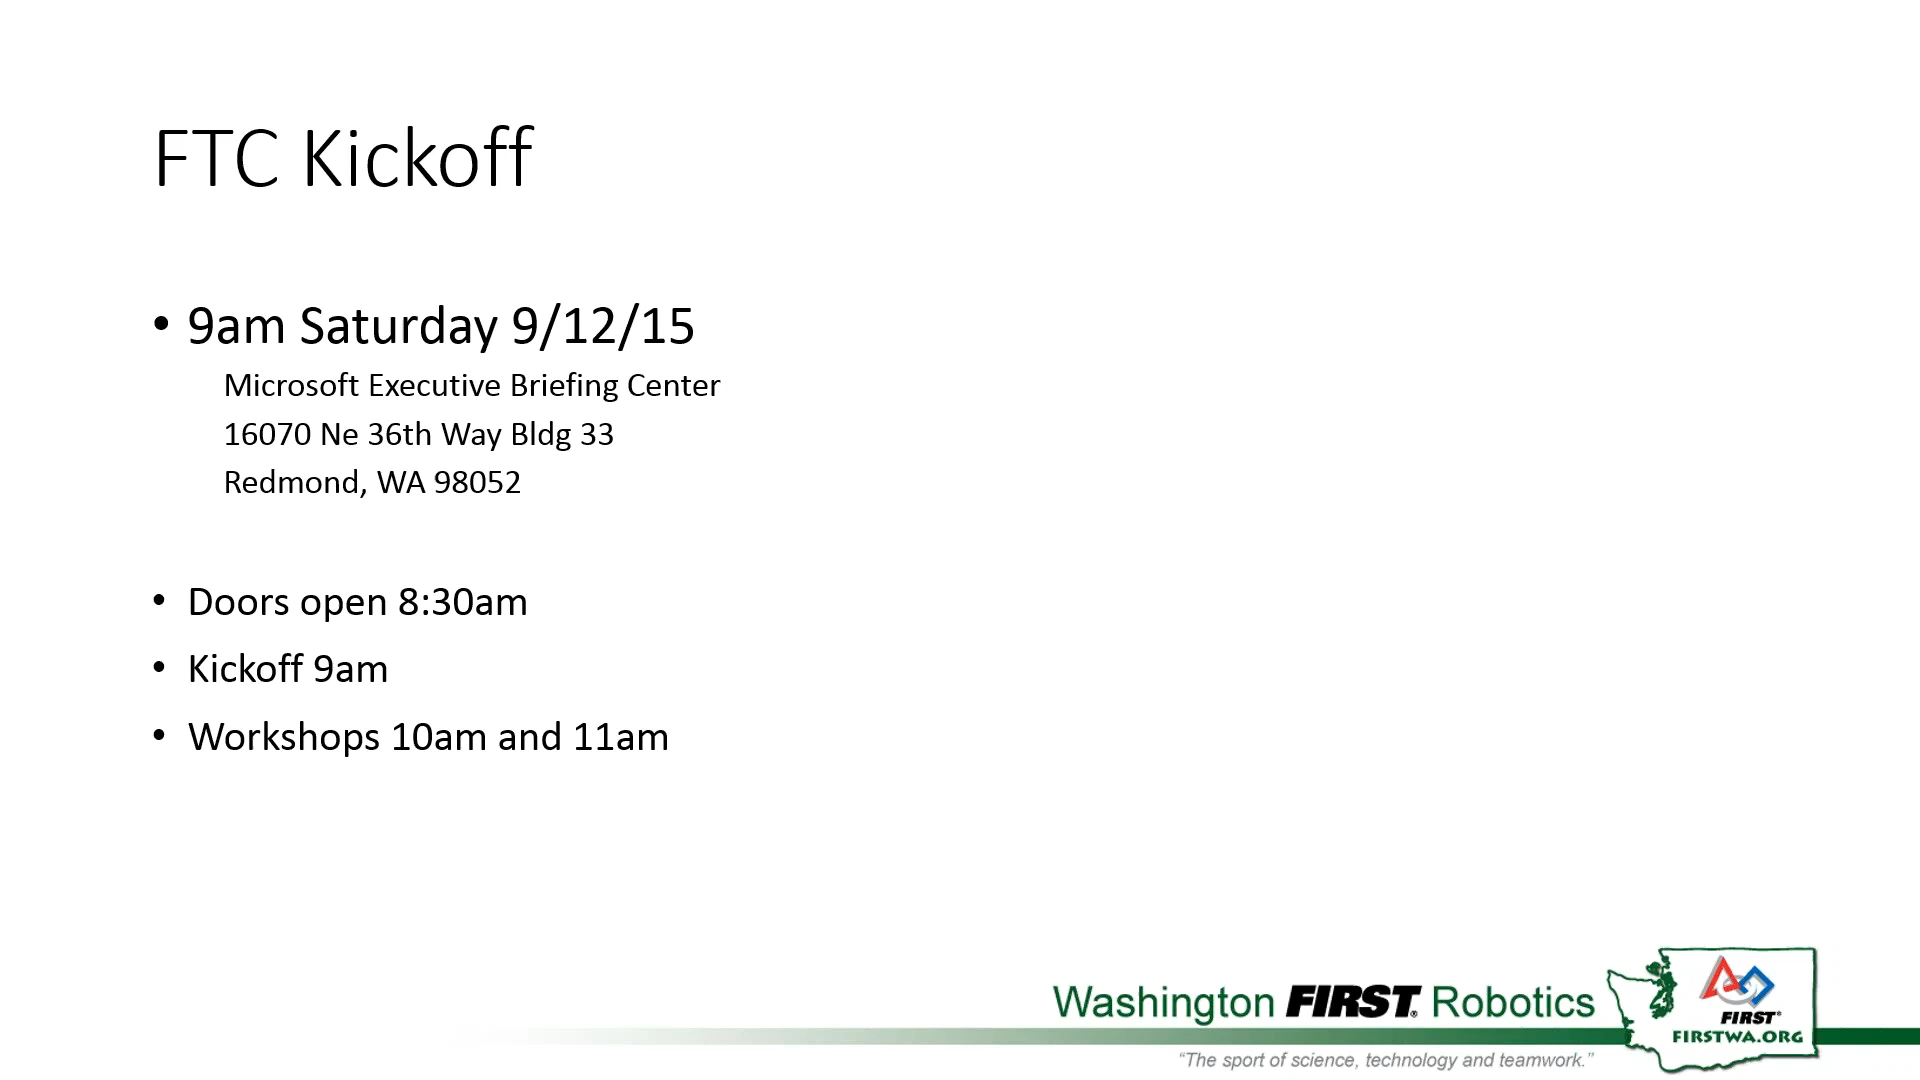 FTC Kickoff
• 9am Saturday 9/12/15
Microsoft Executive Briefing Center
16070 Ne 36th Way Bldg 33
Redmond, WA 98052
• Doors open 8:30am
• Kickoff 9am
• Workshops 10am and 11am
Washington FIRST® Robotics
“The sport of science, technology and teamwork.”
FIRST®
FIRSTWA.ORG